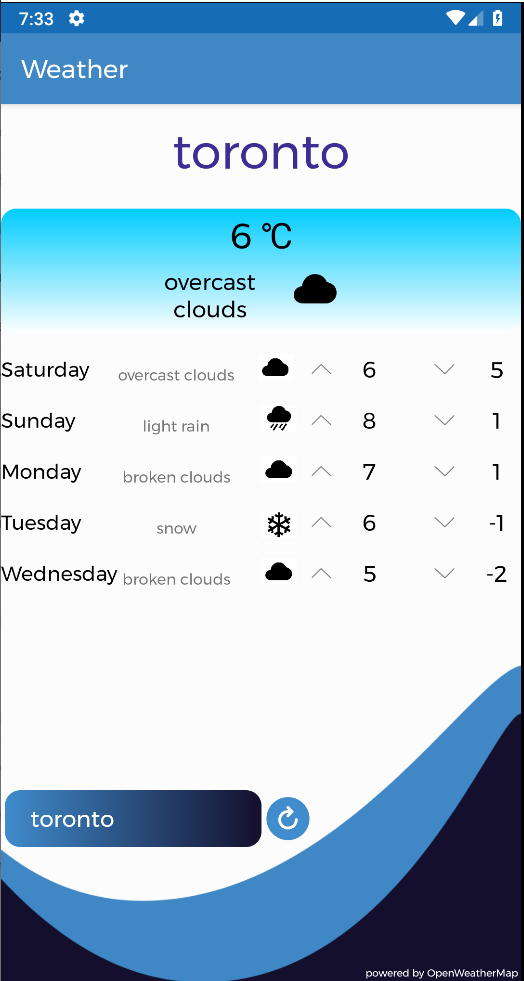 7:33
Weather
toronto
6 ℃
overcast
clouds
Saturday overcast clouds 6 5
Sunday light rain 8 1
Monday broken clouds 7 1
Tuesday snow 6 -1
Wednesday broken clouds 5 -2
toronto
powered by OpenWeatherMap